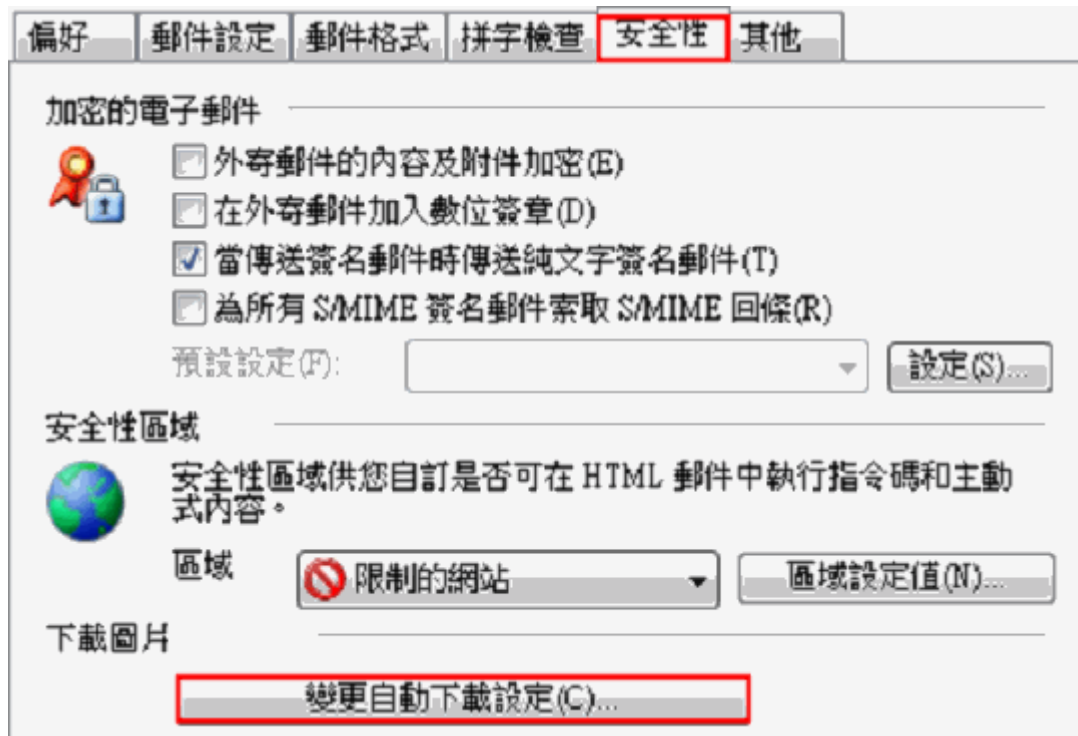 偏好 郵件設定 郵件格式 拼字檢查 安全性 其他
加密的電子郵件
外寄郵件的內容及附件加密(E)
在外寄郵件加入數位簽章(D)
當傳送簽名郵件時傳送純文字簽名郵件(T)
為所有 S/MIME 簽名郵件索取 S/MIME 回條(R)
預設設定(F): 設定(S)...
安全性區域
安全性區域供您自訂是否可在 HTML 郵件中執行指令碼和主動
式內容。
區域 限制的網站 區域設定值(N)...
下載圖片
變更自動下載設定(C)...